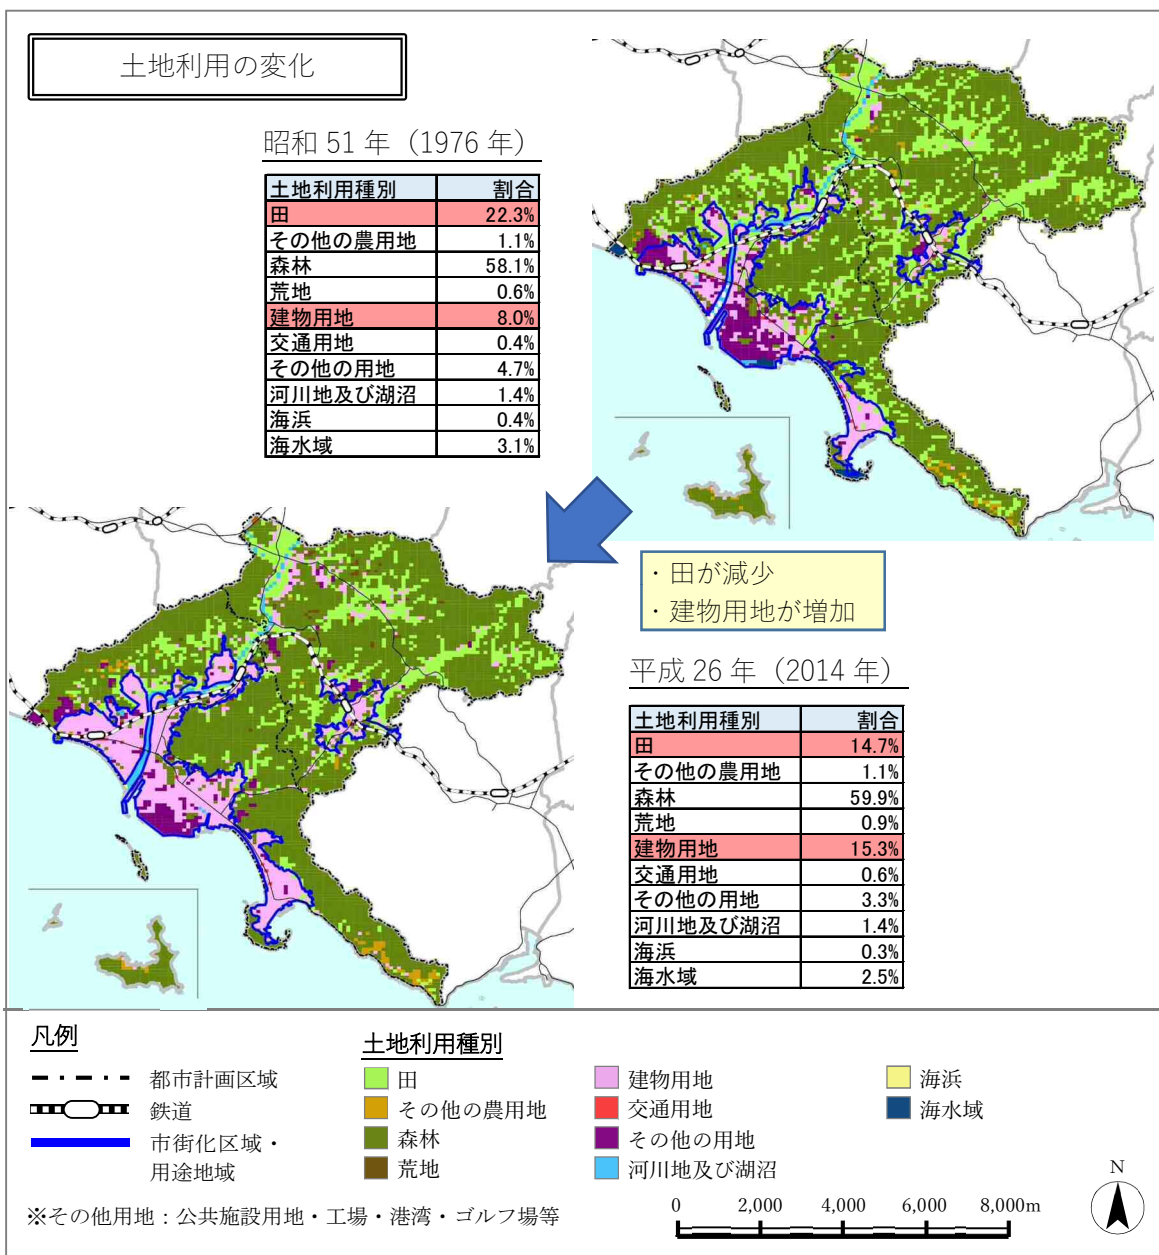 土地利用の変化
昭和 51 年（1976 年）
土地利用種別 割合
田 22.3%
その他の農用地 1.1%
森林 58.1%
荒地 0.6%
建物用地 8.0%
交通用地 0.4%
その他の用地 4.7%
河川地及び湖沼 1.4%
海浜 0.4%
海水域 3.1%
・田が減少
・建物用地が増加
平成 26 年（2014 年）
土地利用種別 割合
田 14.7%
その他の農用地 1.1%
森林 59.9%
荒地 0.9%
建物用地 15.3%
交通用地 0.6%
その他の用地 3.3%
河川地及び湖沼 1.4%
海浜 0.3%
海水域 2.5%
凡例
都市計画区域
鉄道
市街化区域・
用途地域
土地利用種別
田
その他の農用地
森林
荒地
建物用地
交通用地
その他の用地
河川地及び湖沼
海浜
海水域
※その他用地：公共施設用地・工場・港湾・ゴルフ場等
0 2,000 4,000 8,000m
N